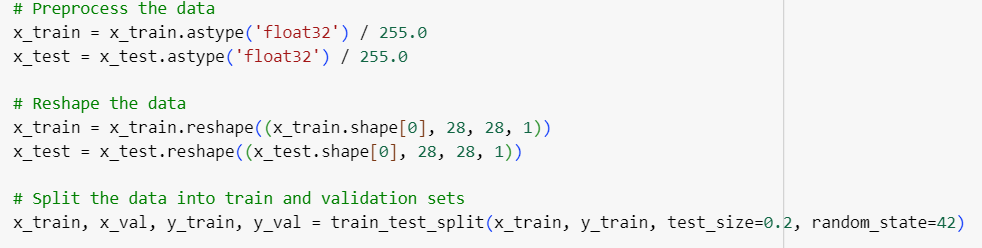 # Preprocess the data
x_train = x_train.astype('float32') / 255.0
x_test = x_test.astype('float32') / 255.0
# Reshape the data
x_train = x_train.reshape((x_train.shape[0], 28, 28, 1))
x_test = x_test.reshape((x_test.shape[0], 28, 28, 1))
# Split the data into train and validation sets
x_train, x_val, y_train, y_val = train_test_split(x_train, y_train, test_size=0.2, random_state=42)